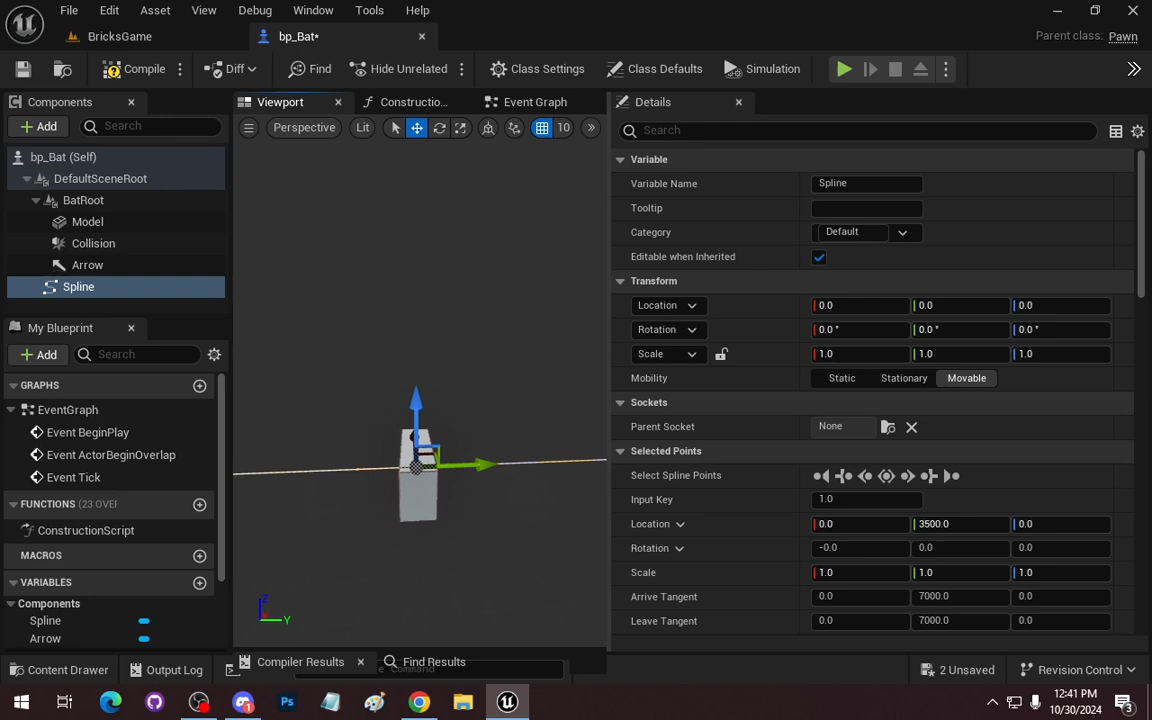 File Edit Asset View Debug Window Tools Help
BricksGame
bp_Bat*
Parent class: Pawn
Compile
Diff
Find
Hide Unrelated
Class Settings
Class Defaults
Simulation
Components
Viewport
Constructio...
Event Graph
Details
Add
Search
Perspective
Lit
10
Search
bp_Bat (Self)
DefaultSceneRoot
BatRoot
Model
Collision
Arrow
Spline
Variable
Variable Name Spline
Tooltip
Category Default
Editable when Inherited
Transform
Location 0.0 0.0 0.0
Rotation 0.0 ° 0.0 ° 0.0 °
Scale 1.0 1.0 1.0
Mobility Static Stationary Movable
Sockets
Parent Socket None
Selected Points
Select Spline Points
Input Key 1.0
Location 0.0 3500.0 0.0
Rotation -0.0 0.0 0.0
Scale 1.0 1.0 1.0
Arrive Tangent 0.0 7000.0 0.0
Leave Tangent 0.0 7000.0 0.0
My Blueprint
Add
Search
GRAPHS
EventGraph
Event BeginPlay
Event ActorBeginOverlap
Event Tick
FUNCTIONS (23 OVER
ConstructionScript
MACROS
VARIABLES
Components
Spline
Arrow
Z
Y
Compiler Results
Find Results
Content Drawer
Output Log
Command
2 Unsaved
Revision Control
12:41 PM
10/30/2024
3